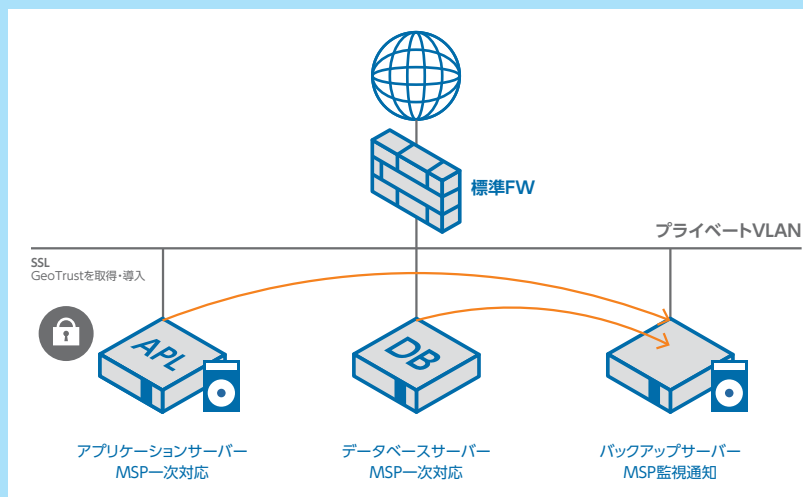 標準FW
プライベートVLAN
SSL
GeoTrustを取得・導入
APL
DB
アプリケーションサーバー
MSP一次対応
データベースサーバー
MSP一次対応
バックアップサーバー
MSP監視通知